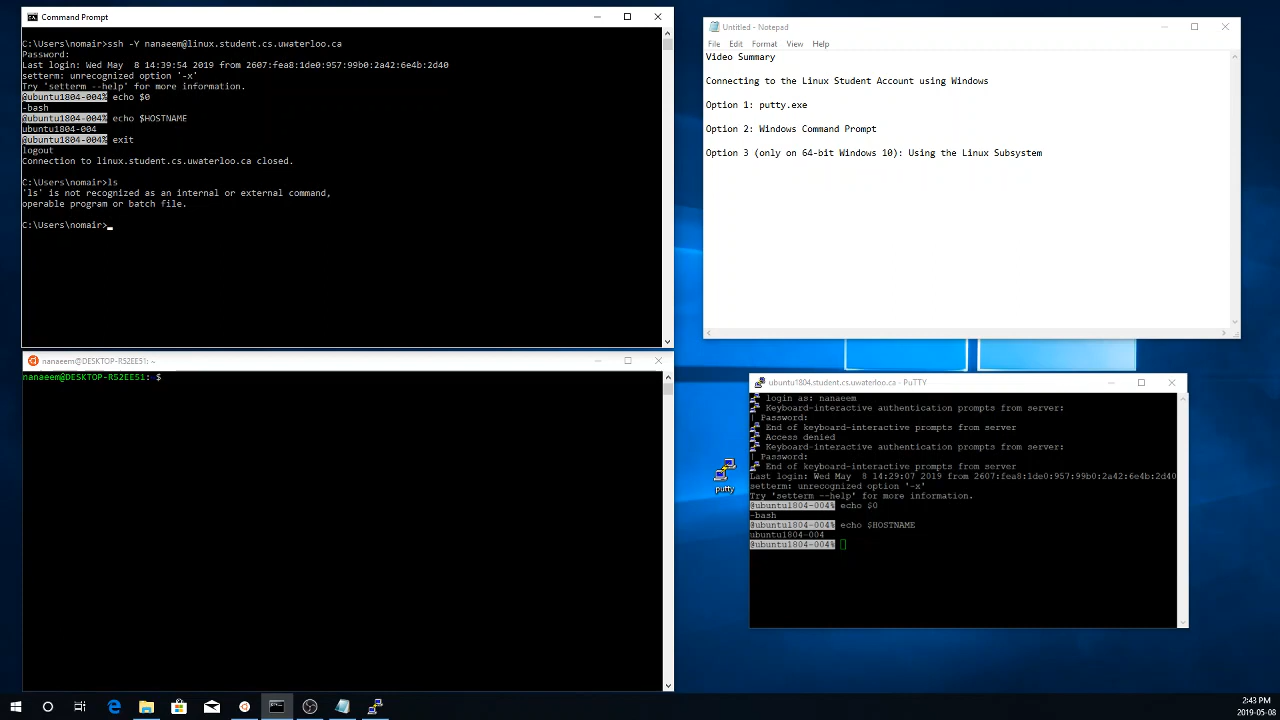 Command Prompt
C:\Users\nomair>ssh -Y nanaeem@linux.student.cs.uwaterloo.ca
Password:
Last login: Wed May  8 14:39:54 2019 from 2607:fea8:1de0:957:99b0:2a42:6e4b:2d40
setterm: unrecognized option '-x'
Try 'setterm --help' for more information.
@ubuntu1804-004% echo $0
-bash
@ubuntu1804-004% echo $HOSTNAME
ubuntu1804-004
@ubuntu1804-004% exit
logout
Connection to linux.student.cs.uwaterloo.ca closed.
C:\Users\nomair>ls
'ls' is not recognized as an internal or external command,
operable program or batch file.
C:\Users\nomair>
Untitled - Notepad
File Edit Format View Help
Video Summary
Connecting to the Linux Student Account using Windows
Option 1: putty.exe
Option 2: Windows Command Prompt
Option 3 (only on 64-bit Windows 10): Using the Linux Subsystem
nanaeem@DESKTOP-R52EE51: ~
nanaeem@DESKTOP-R52EE51: $
putty
ubuntu1804.student.cs.uwaterloo.ca - PuTTY
login as: nanaeem
Keyboard-interactive authentication prompts from server:
| Password:
End of keyboard-interactive prompts from server
Access denied
Keyboard-interactive authentication prompts from server:
| Password:
End of keyboard-interactive prompts from server
Last login: Wed May  8 14:29:07 2019 from 2607:fea8:1de0:957:99b0:2a42:6e4b:2d40
setterm: unrecognized option '-x'
Try 'setterm --help' for more information.
@ubuntu1804-004% echo $0
-bash
@ubuntu1804-004% echo $HOSTNAME
ubuntu1804-004
@ubuntu1804-004%
2:43 PM
2019-05-08